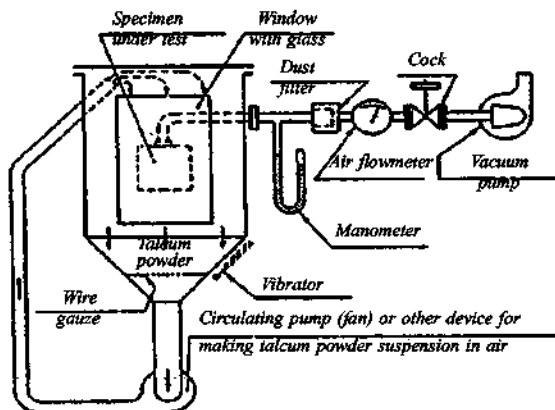 Specimen
under test
Window
with glass
Dust
filter
Cock
Air flowmeter
Vacuum
pump
Manometer
Talcum
powder
Vibrator
Wire
gauze
Circulating pump (fan) or other device for
making talcum powder suspension in air